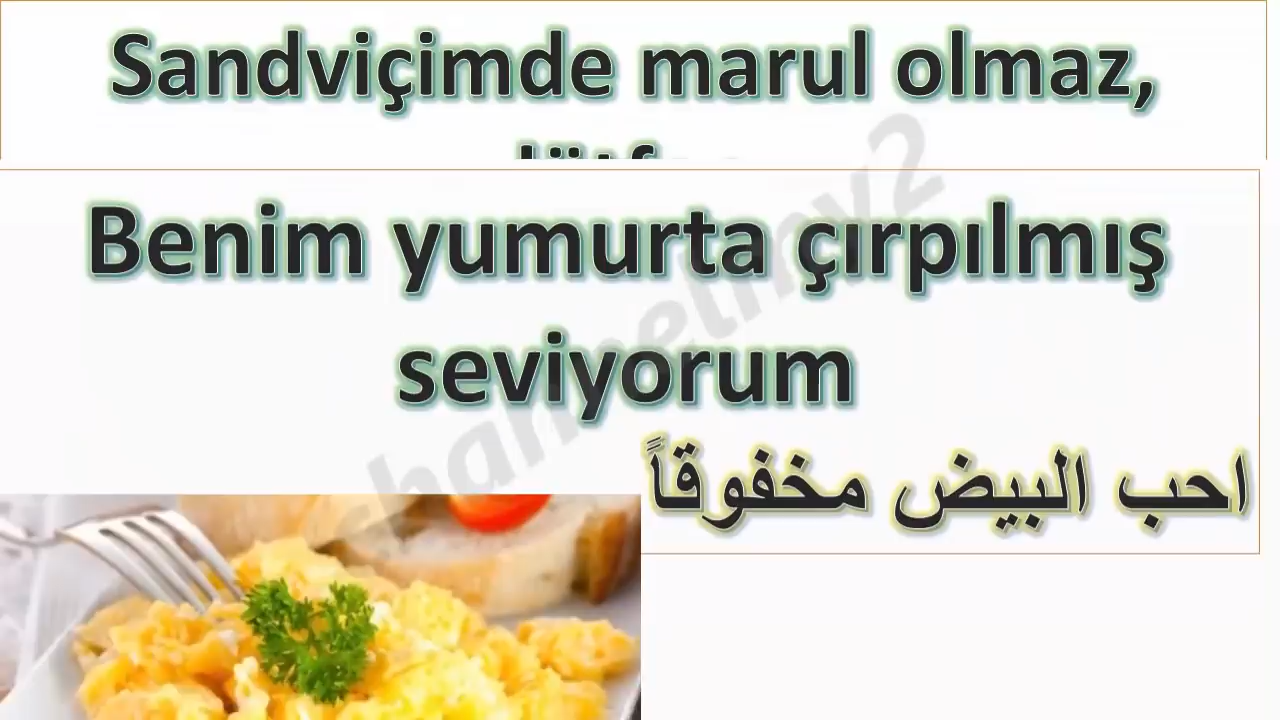 Sandviçimde marul olmaz,
Benim yumurta çırpılmış
seviyorum
احب البيض مخفوقاً